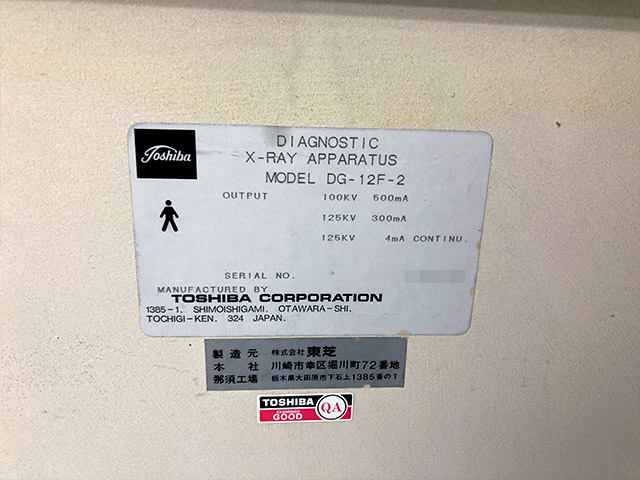 Toshiba
DIAGNOSTIC
X-RAY APPARATUS
MODEL DG-12F-2
OUTPUT 100KV 500mA
125KV 300mA
125KV 4mA CONTINU.
SERIAL NO.
MANUFACTURED BY
TOSHIBA CORPORATION
1385-1. SHIMOISHIGAMI. OTAWARA-SHI.
TOCHIGI-KEN. 324 JAPAN.
製造元 株式会社 東芝
本社 川崎市幸区堀川町72番地
那須工場 栃木県大田原市下石上1385番の1
TOSHIBA QA
EXAMINED
GOOD